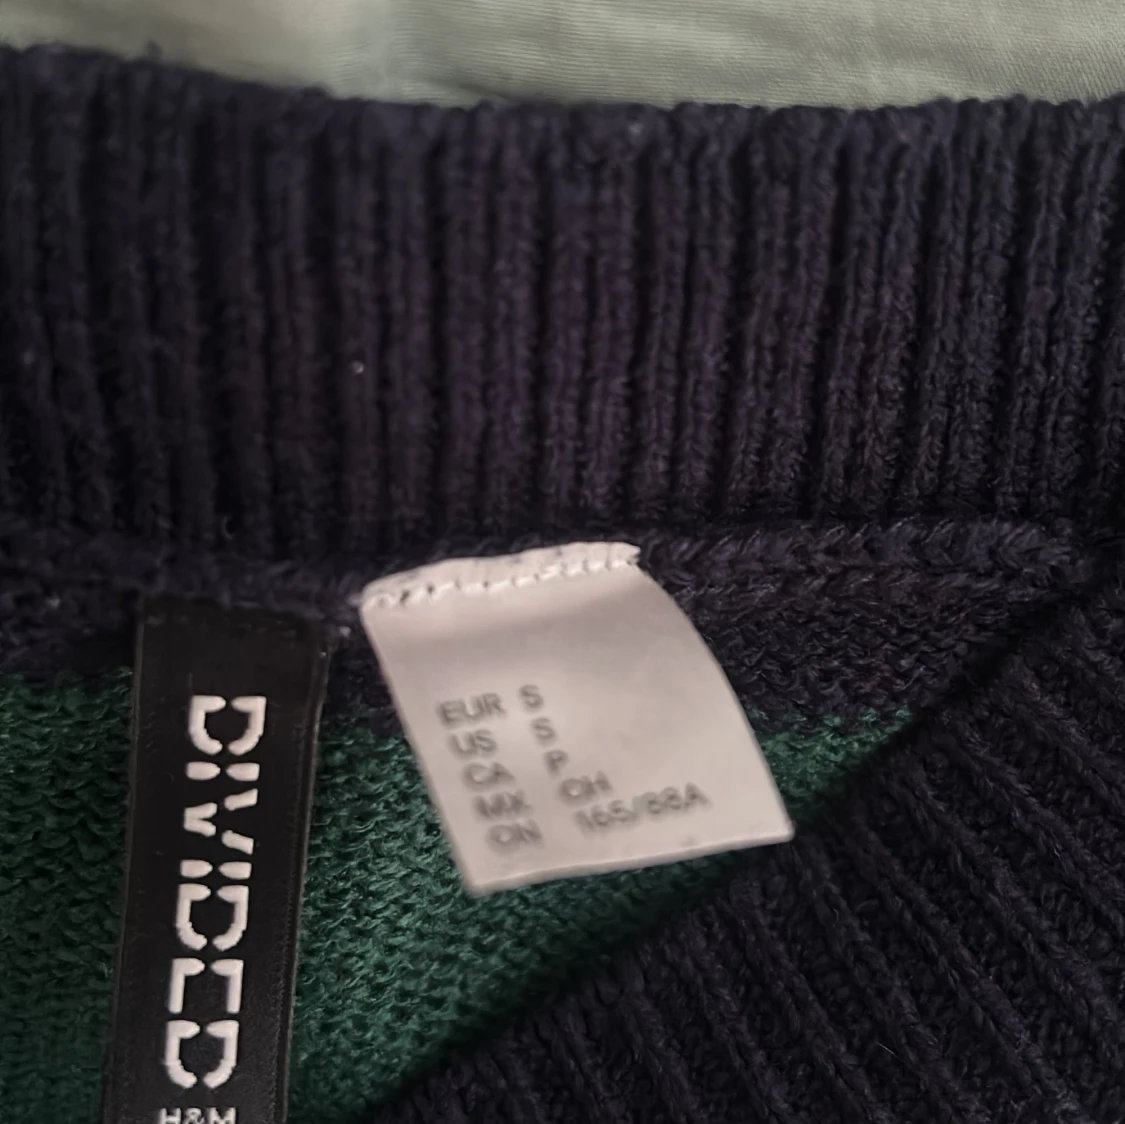 DIVIDED
H&M
EUR S
US S
CA P
MX CH
CN 165/88A